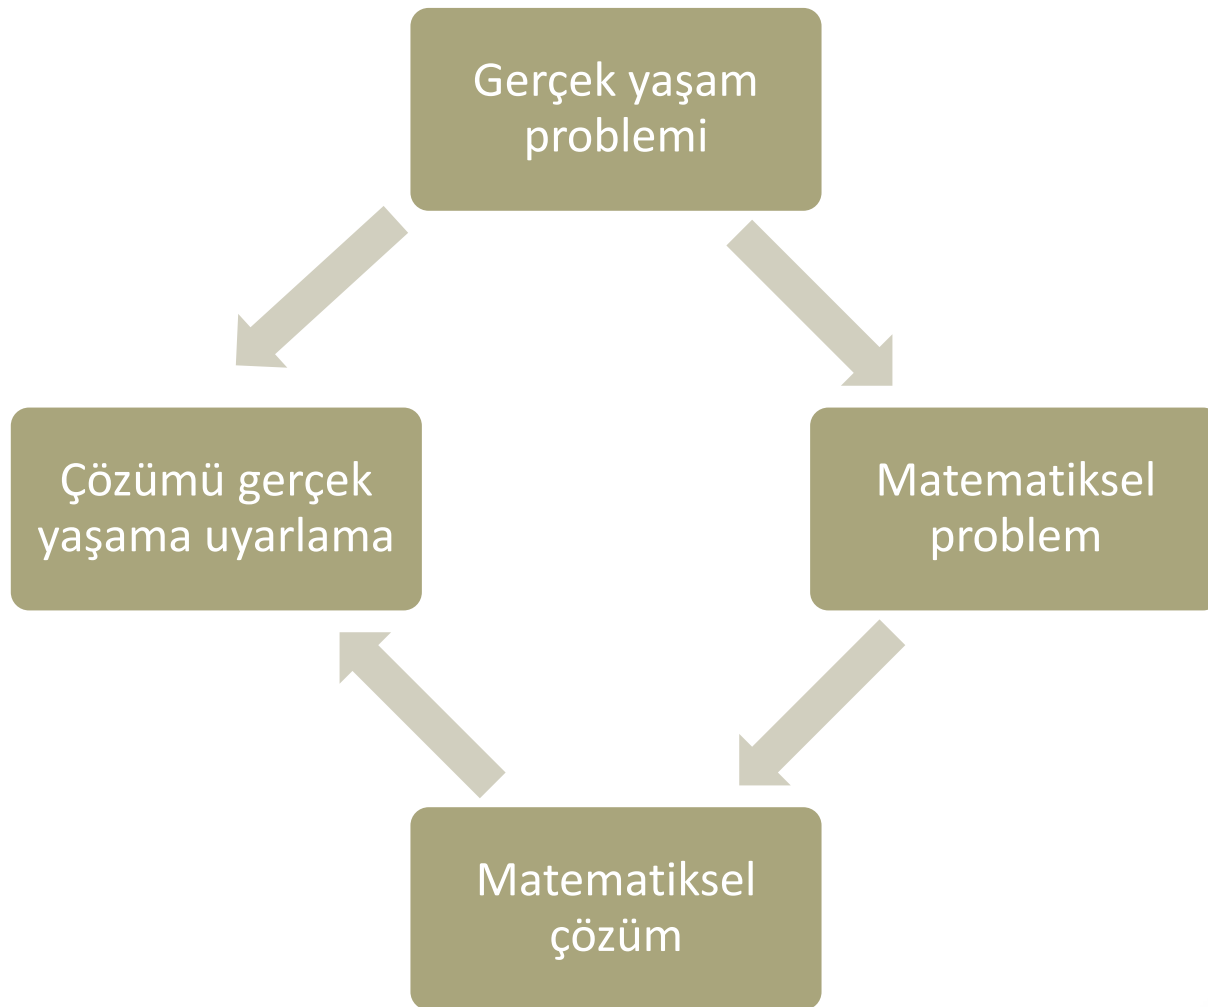 Gerçek yaşam
problemi
Çözümü gerçek
yaşama uyarlama
Matematiksel
problem
Matematiksel
çözüm